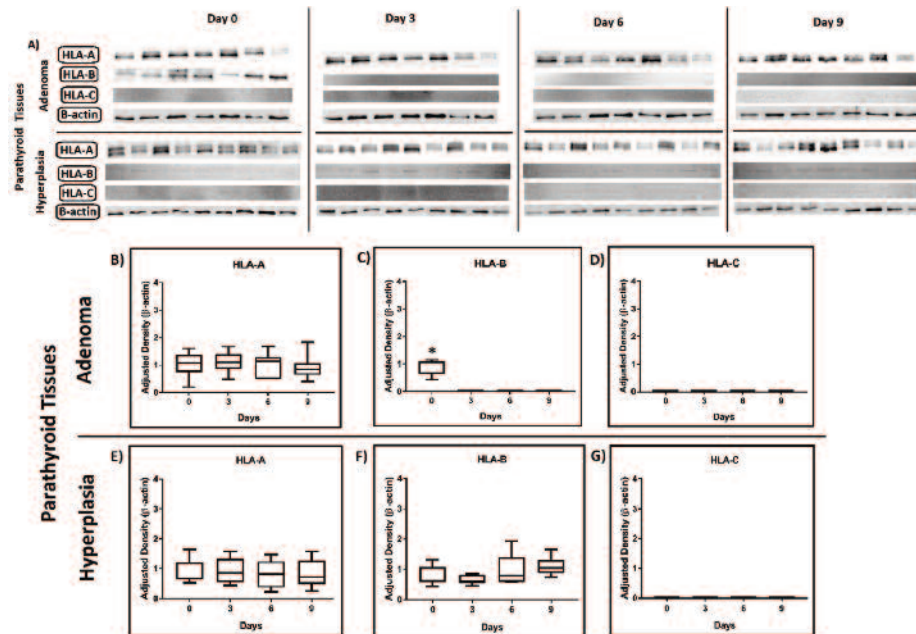 Day 0 Day 3 Day 6 Day 9
A)
Parathyroid Tissues
Adenoma
HLA-A
HLA-B
HLA-C
B-actin
Hyperplasia
HLA-A
HLA-B
HLA-C
B-actin
Parathyroid Tissues
Adenoma
B)
HLA-A
Adjusted Density (β-actin)
4
3
2
1
0
0 3 6 9
Days
C)
HLA-B
Adjusted Density (β-actin)
4
3
2
1
0
*
0 3 6 9
Days
D)
HLA-C
Adjusted Density (β-actin)
4
3
2
1
0
0 3 6 9
Days
Hyperplasia
E)
HLA-A
Adjusted Density (β-actin)
4
3
2
1
0
0 3 6 9
Days
F)
HLA-B
Adjusted Density (β-actin)
4
3
2
1
0
0 3 6 9
Days
G)
HLA-C
Adjusted Density (β-actin)
4
3
2
1
0
0 3 6 9
Days